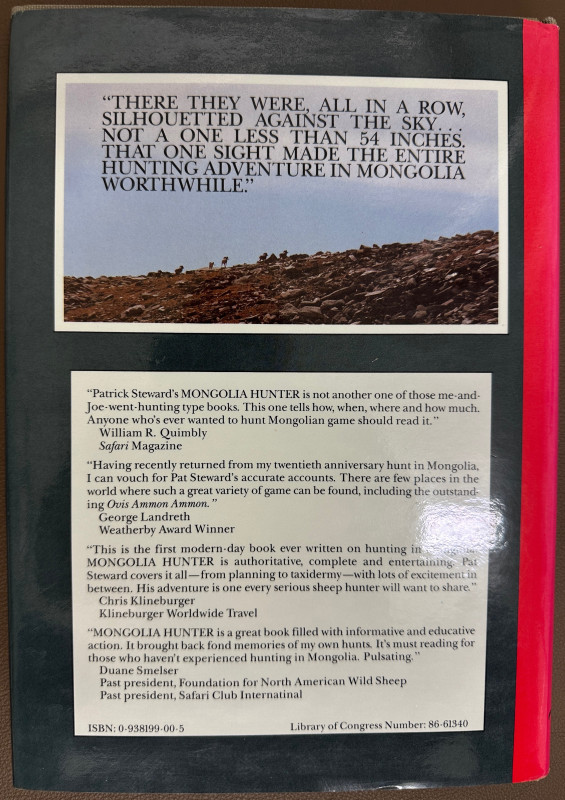 “THERE THEY WERE, ALL IN A ROW,
SILHOUETTED AGAINST THE SKY. . .
NOT A ONE LESS THAN 54 INCHES.
THAT ONE SIGHT MADE THE ENTIRE
HUNTING ADVENTURE IN MONGOLIA
WORTHWHILE.”
“Patrick Steward's MONGOLIA HUNTER is not another one of those me-and-
Joe-went-hunting type books. This one tells how, when, where and how much.
Anyone who's ever wanted to hunt Mongolian game should read it.”
William R. Quimbly
Safari Magazine
“Having recently returned from my twentieth anniversary hunt in Mongolia,
I can vouch for Pat Steward's accurate accounts. There are few places in the
world where such a great variety of game can be found, including the outstand-
ing Ovis Ammon Ammon.”
George Landreth
Weatherby Award Winner
“This is the first modern-day book ever written on hunting in
MONGOLIA HUNTER is authoritative, complete and entertaining. Pat
Steward covers it all—from planning to taxidermy—with lots of excitement in
between. His adventure is one every serious sheep hunter will want to share.”
Chris Klineburger
Klineburger Worldwide Travel
“MONGOLIA HUNTER is a great book filled with informative and educative
action. It brought back fond memories of my own hunts. It's must reading for
those who haven't experienced hunting in Mongolia. Pulsating.”
Duane Smelser
Past president, Foundation for North American Wild Sheep
Past president, Safari Club Internatinal
ISBN: 0-938199-00-5 Library of Congress Number: 86-61340